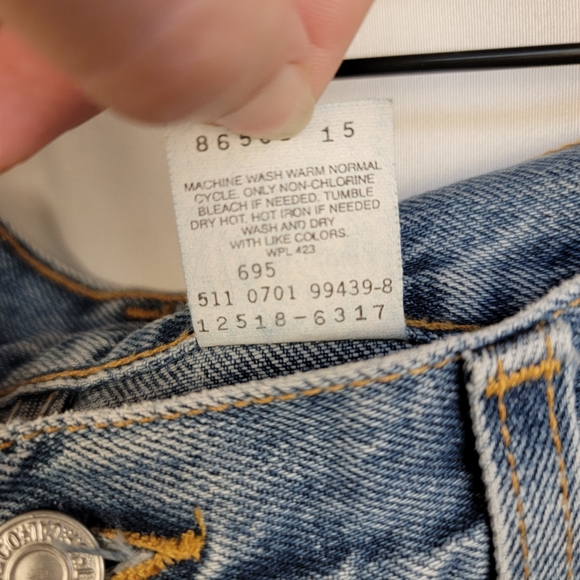 15
MACHINE WASH WARM NORMAL
CYCLE. ONLY NON-CHLORINE
BLEACH IF NEEDED. TUMBLE
DRY HOT. HOT IRON IF NEEDED
WASH AND DRY
WITH LIKE COLORS.
WPL 423
695
511 0701 99439-8
12518-6317